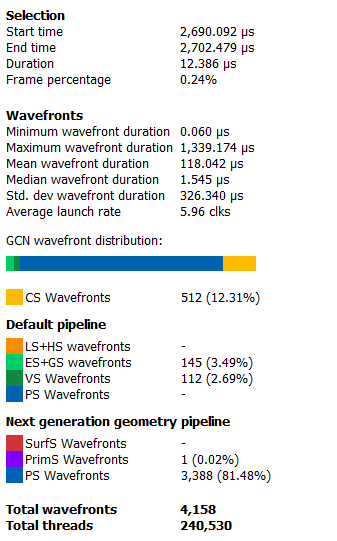 Selection
Start time 2,690.092 µs
End time 2,702.479 µs
Duration 12.386 µs
Frame percentage 0.24%
Wavefronts
Minimum wavefront duration 0.060 µs
Maximum wavefront duration 1,339.174 µs
Mean wavefront duration 118.042 µs
Median wavefront duration 1.545 µs
Std. dev wavefront duration 326.340 µs
Average launch rate 5.96 clks
GCN wavefront distribution:
CS Wavefronts 512 (12.31%)
Default pipeline
LS+HS wavefronts -
ES+GS wavefronts 145 (3.49%)
VS Wavefronts 112 (2.69%)
PS Wavefronts -
Next generation geometry pipeline
SurfS Wavefronts -
PrimS Wavefronts 1 (0.02%)
PS Wavefronts 3,388 (81.48%)
Total wavefronts 4,158
Total threads 240,530